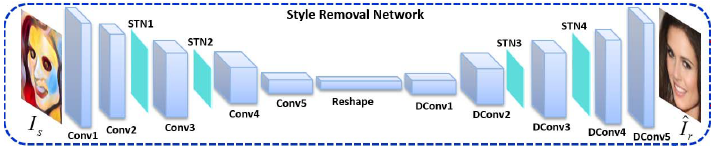 Style Removal Network
STN1
STN2
STN3
STN4
I_s
Conv1
Conv2
Conv3
Conv4
Conv5
Reshape
DConv1
DConv2
DConv3
DConv4
DConv5
Î_r